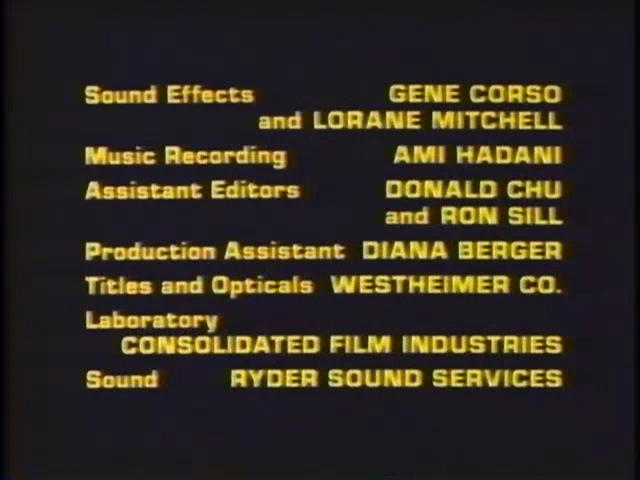 Sound Effects GENE CORSO
and LORANE MITCHELL
Music Recording AMI HADANI
Assistant Editors DONALD CHU
and RON SILL
Production Assistant DIANA BERGER
Titles and Opticals WESTHEIMER CO.
Laboratory
CONSOLIDATED FILM INDUSTRIES
Sound RYDER SOUND SERVICES